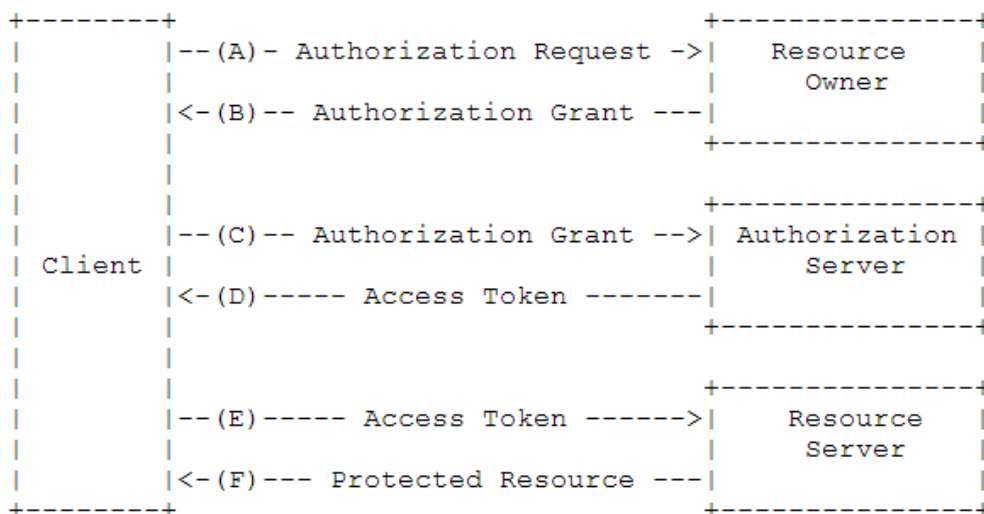 +--------+                               +---------------+
|        |--(A)- Authorization Request ->|   Resource    |
|        |                               |     Owner     |
|        |<-(B)-- Authorization Grant ---|               |
|        |                               +---------------+
|        |
|        |                               +---------------+
|        |--(C)-- Authorization Grant -->| Authorization |
| Client |                               |     Server    |
|        |<-(D)----- Access Token -------|               |
|        |                               +---------------+
|        |
|        |                               +---------------+
|        |--(E)----- Access Token ------>|    Resource   |
|        |                               |     Server    |
|        |<-(F)--- Protected Resource ---|               |
+--------+                               +---------------+